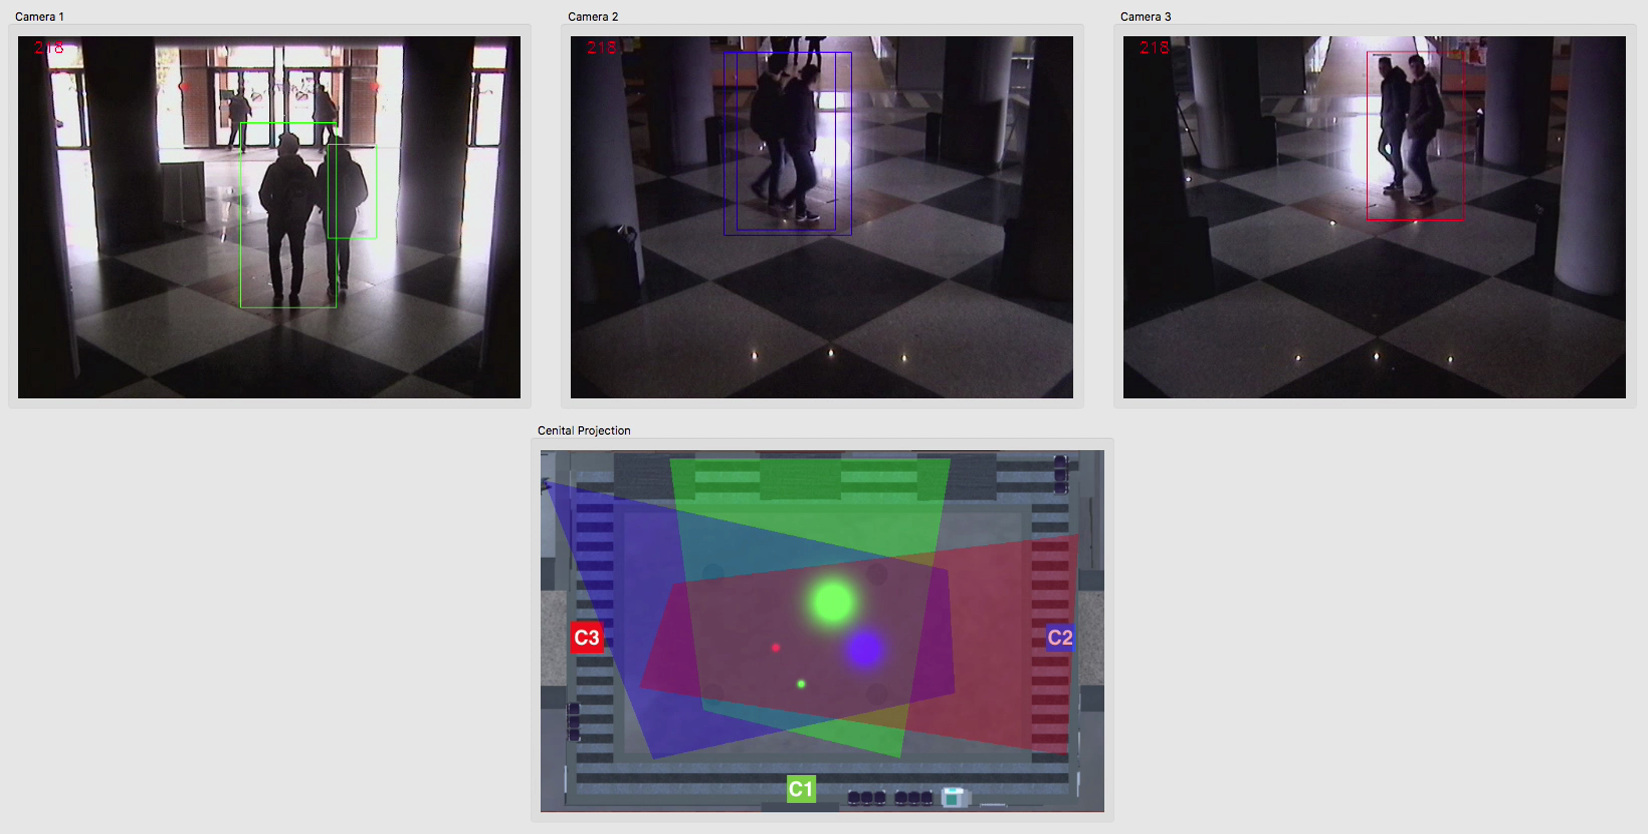 Camera 1
Camera 2
Camera 3
218
218
218
Cenital Projection
C3
C2
C1